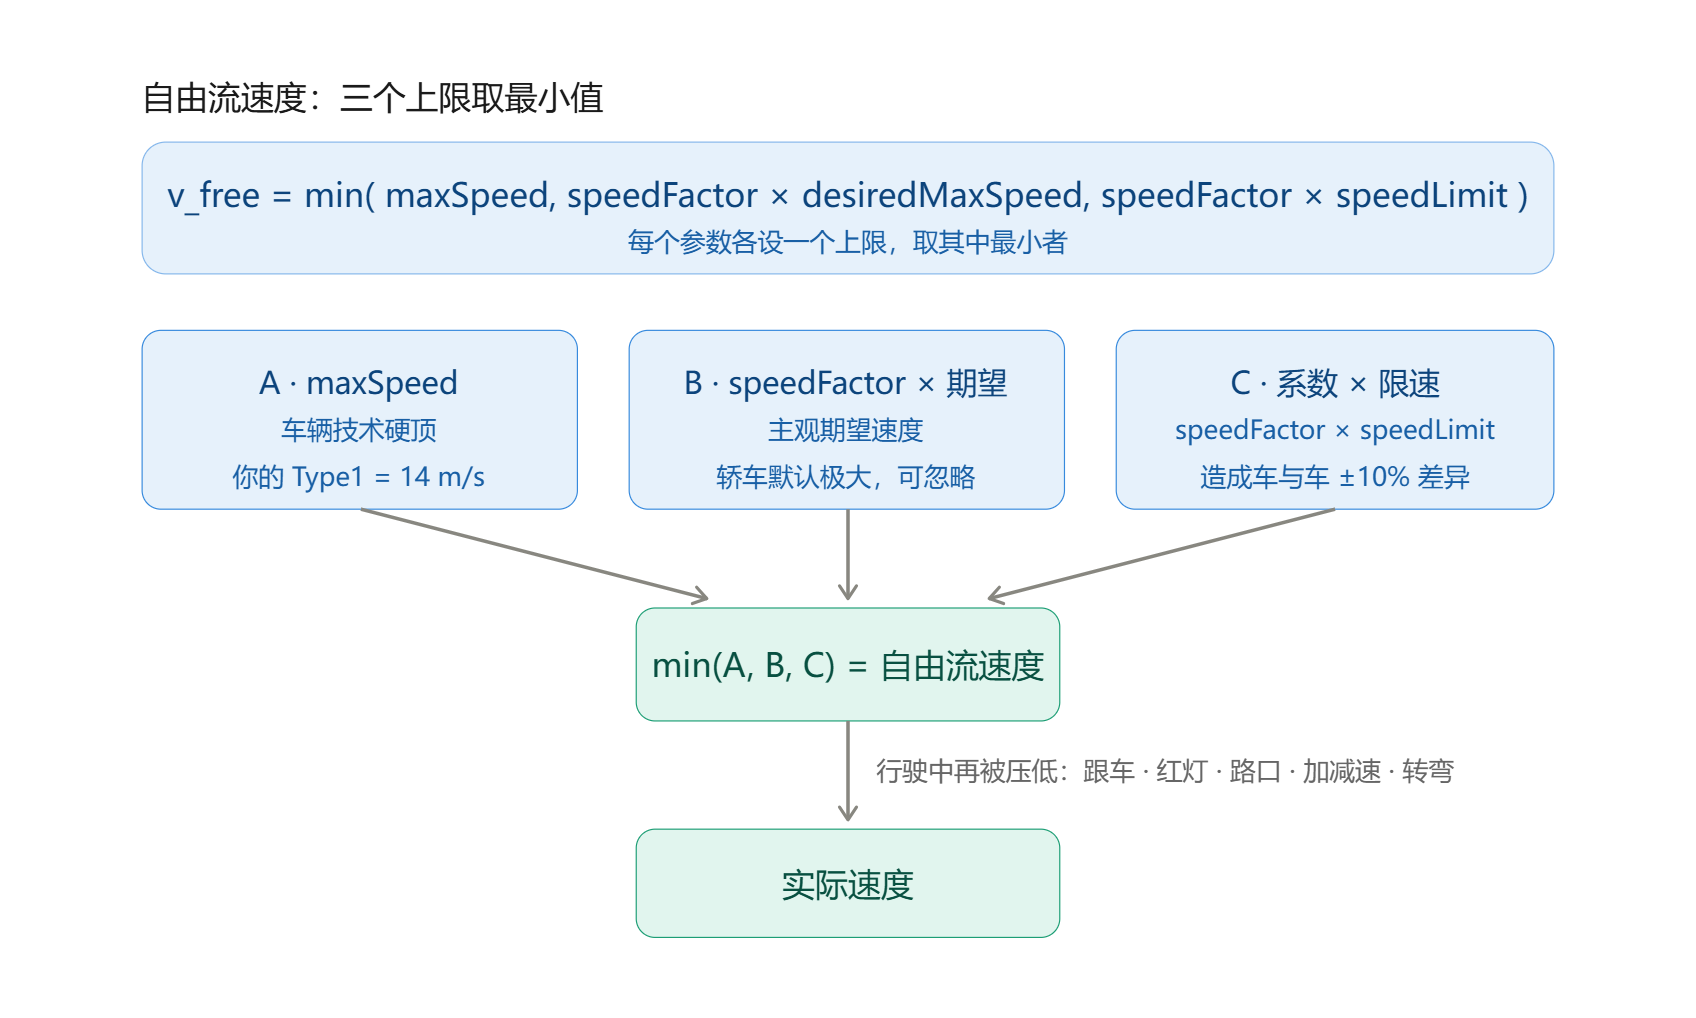 自由流速度：三个上限取最小值
v_free = min( maxSpeed, speedFactor × desiredMaxSpeed, speedFactor × speedLimit )
每个参数各设一个上限，取其中最小者
A · maxSpeed
车辆技术硬顶
你的 Type1 = 14 m/s
B · speedFactor × 期望
主观期望速度
轿车默认极大，可忽略
C · 系数 × 限速
speedFactor × speedLimit
造成车与车 ±10% 差异
min(A, B, C) = 自由流速度
行驶中再被压低：跟车 · 红灯 · 路口 · 加减速 · 转弯
实际速度